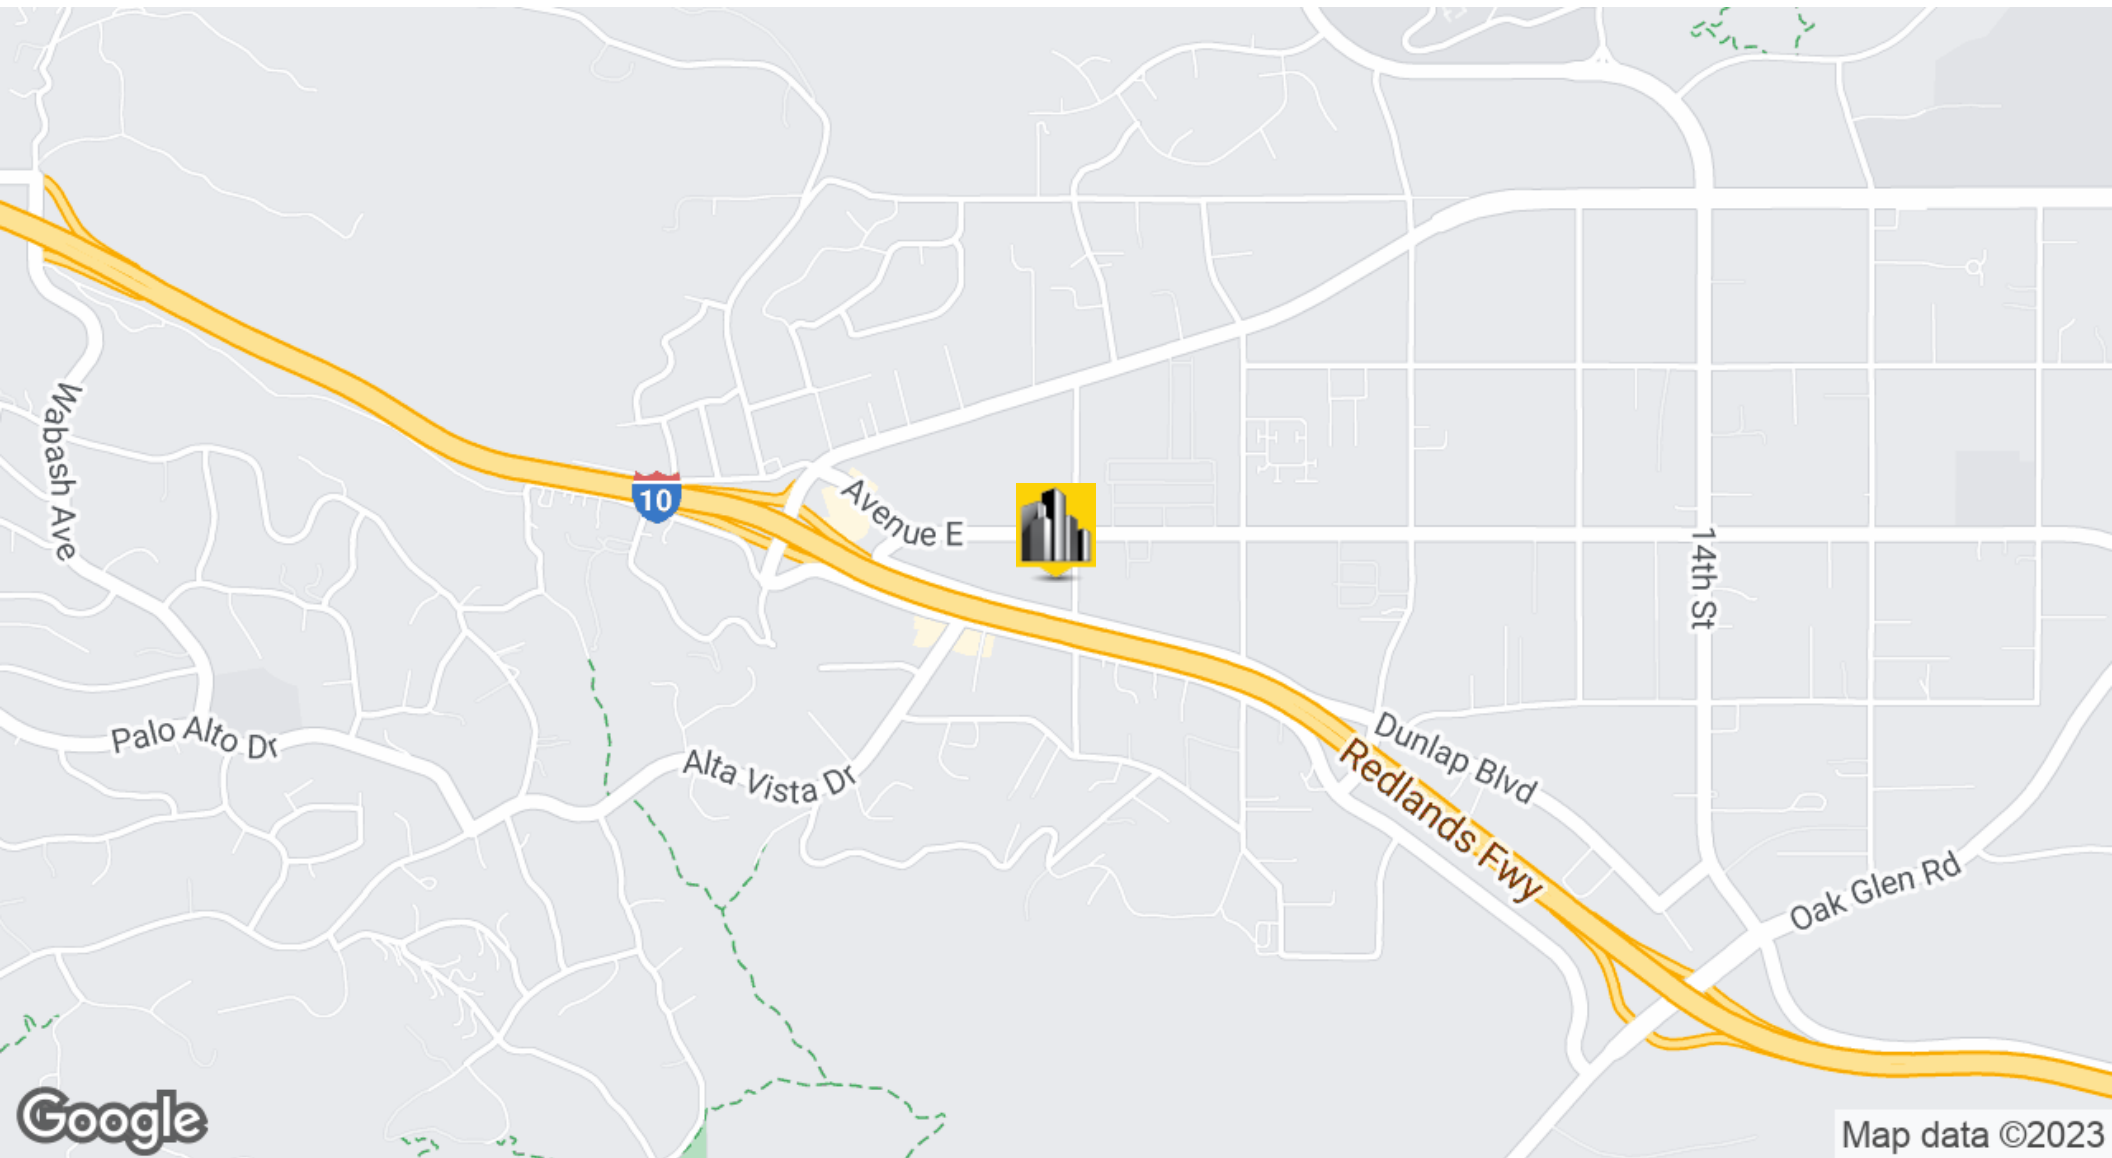 Wabash Ave
10
Avenue E
14th St
Palo Alto Dr
Alta Vista Dr
Dunlap Blvd
Redlands Fwy
Oak Glen Rd
Google
Map data ©2023